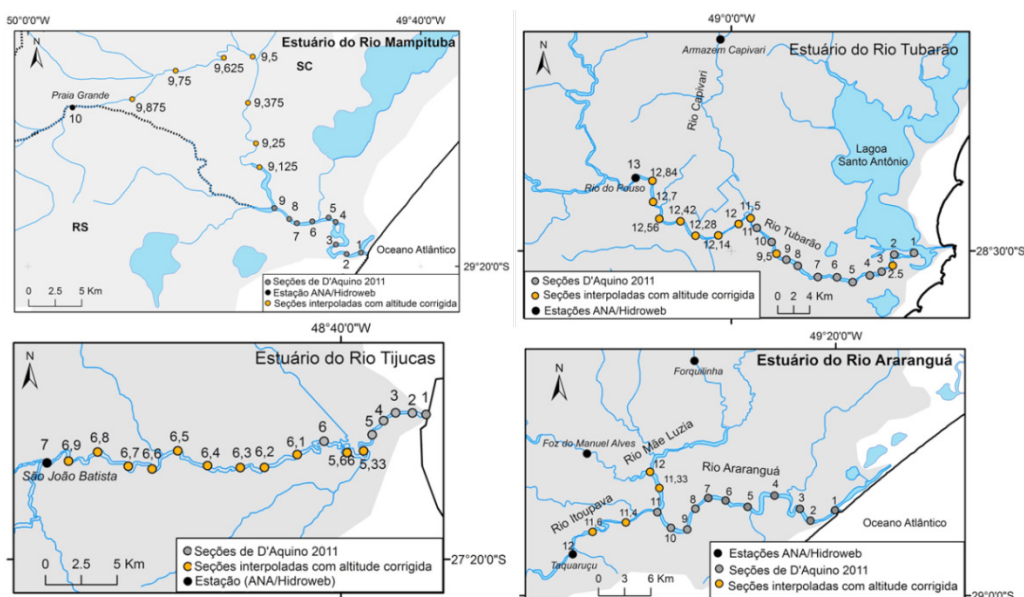 50°0'0"W
49°40'0"W
N
Estuário do Rio Mampituba
SC
9,5
9,625
9,75
9,875
9,375
Praia Grande
10
9,25
9,125
RS
9
8
7
6
5
4
3
2
1
Oceano Atlântico
29°20'0"S
0 2.5 5 Km
Seções de D'Aquino 2011
Estação ANA/Hidroweb
Seções interpoladas com altitude corrigida
49°0'0"W
N
Armazem Capivari
Estuário do Rio Tubarão
Rio Capivari
Lagoa
Santo Antônio
13
12,84
Rio do Pouso
12,7
12,56
12,42
12,28
12,14
12
11,5
11
Rio Tubarão
10
9,5
9
8
7
6
5
4
3
2.5
2
1
28°30'0"S
0 2 4 Km
Seções de D'Aquino 2011
Seções interpoladas com altitude corrigida
Estações ANA/Hidroweb
48°40'0"W
N
Estuário do Rio Tijucas
7
São João Batista
6,9
6,8
6,7
6,6
6,5
6,4
6,3
6,2
6,1
6
5,66
5,33
5
4
3
2
1
27°20'0"S
0 2.5 5 Km
Seções de D'Aquino 2011
Seções interpoladas com altitude corrigida
Estação (ANA/Hidroweb)
49°20'0"W
N
Estuário do Rio Araranguá
Forquilinha
Foz do Manuel Alves
Rio Mãe Luzia
12
11,33
Rio Araranguá
Rio Itoupava
11,4
11,6
12
Taquaruçu
11
10
9
8
7
6
5
4
3
2
1
Oceano Atlântico
0 3 6 Km
Estações ANA/Hidroweb
Seções de D'Aquino 2011
Seções interpoladas com altitude corrigida
29°0'0"S